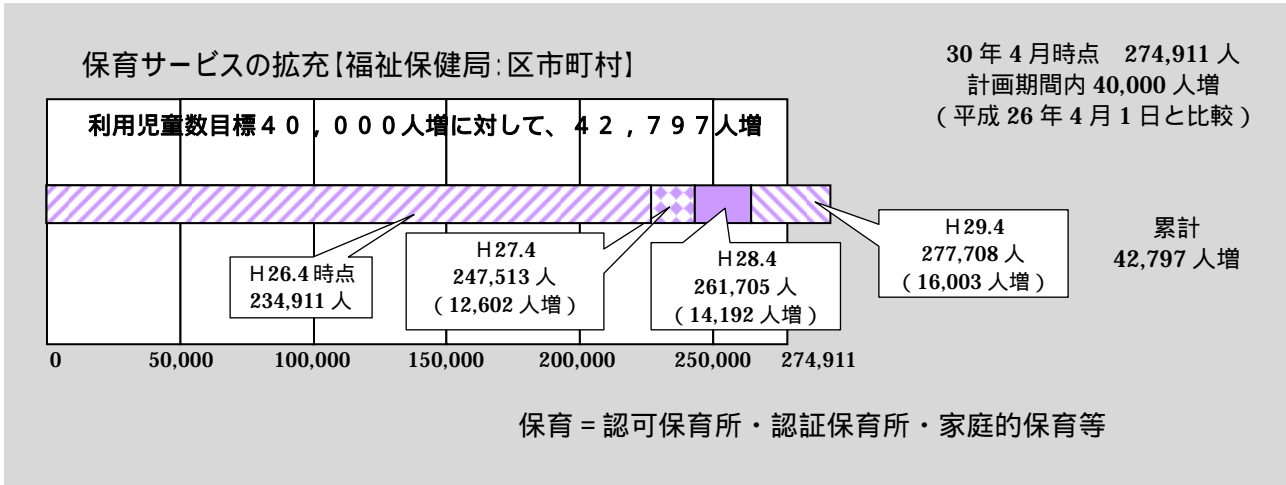 保育サービスの拡充【福祉保健局:区市町村】
30 年 4 月時点　274,911 人
計画期間内 40,000 人増
（平成 26 年 4 月 1 日と比較）
利用児童数目標４０，０００人増に対して、４２，７９７人増
Ｈ26.4 時点
234,911 人
Ｈ27.4
247,513 人
（12,602 人増）
Ｈ28.4
261,705 人
（14,192 人増）
Ｈ29.4
277,708 人
（16,003 人増）
累計
42,797 人増
0 50,000 100,000 150,000 200,000 250,000 274,911
保育＝認可保育所・認証保育所・家庭的保育等